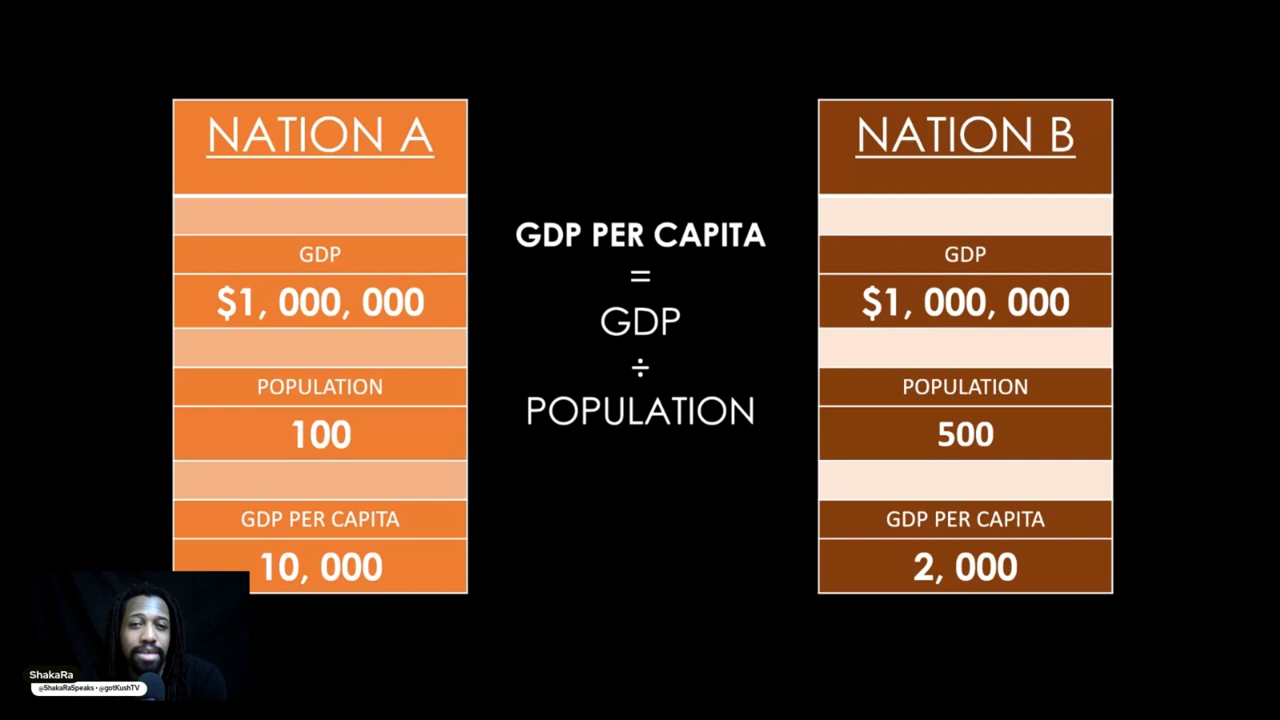 NATION A
GDP
$1, 000, 000
POPULATION
100
GDP PER CAPITA
10, 000
GDP PER CAPITA
=
GDP
÷
POPULATION
NATION B
GDP
$1, 000, 000
POPULATION
500
GDP PER CAPITA
2, 000
ShakaRa
@ShakaRaSpeaks • @gotKushTV